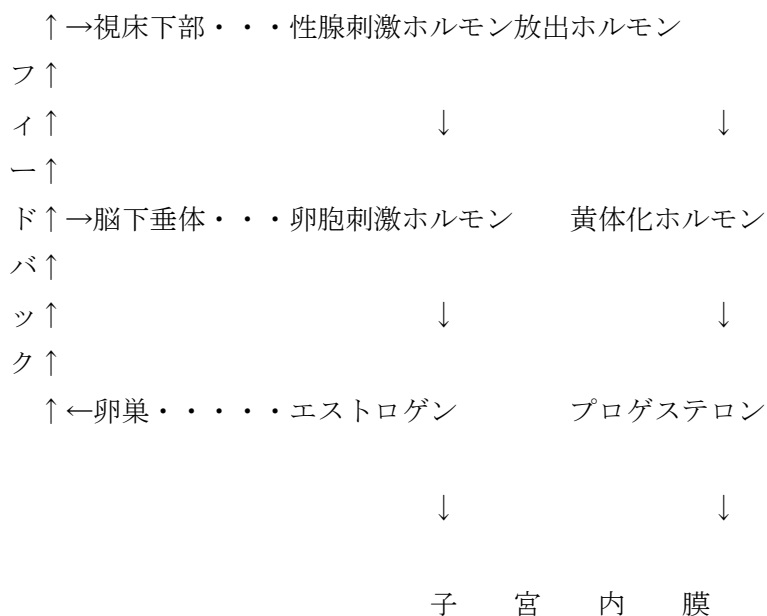 ↑→視床下部・・・性腺刺激ホルモン放出ホルモン
フ↑
ィ↑ ↓ ↓
ー↑
ド↑→脳下垂体・・・卵胞刺激ホルモン 黄体化ホルモン
バ↑
ッ↑ ↓ ↓
ク↑
↑←卵巣・・・・・エストロゲン プロゲステロン
↓ ↓
子 宮 内 膜